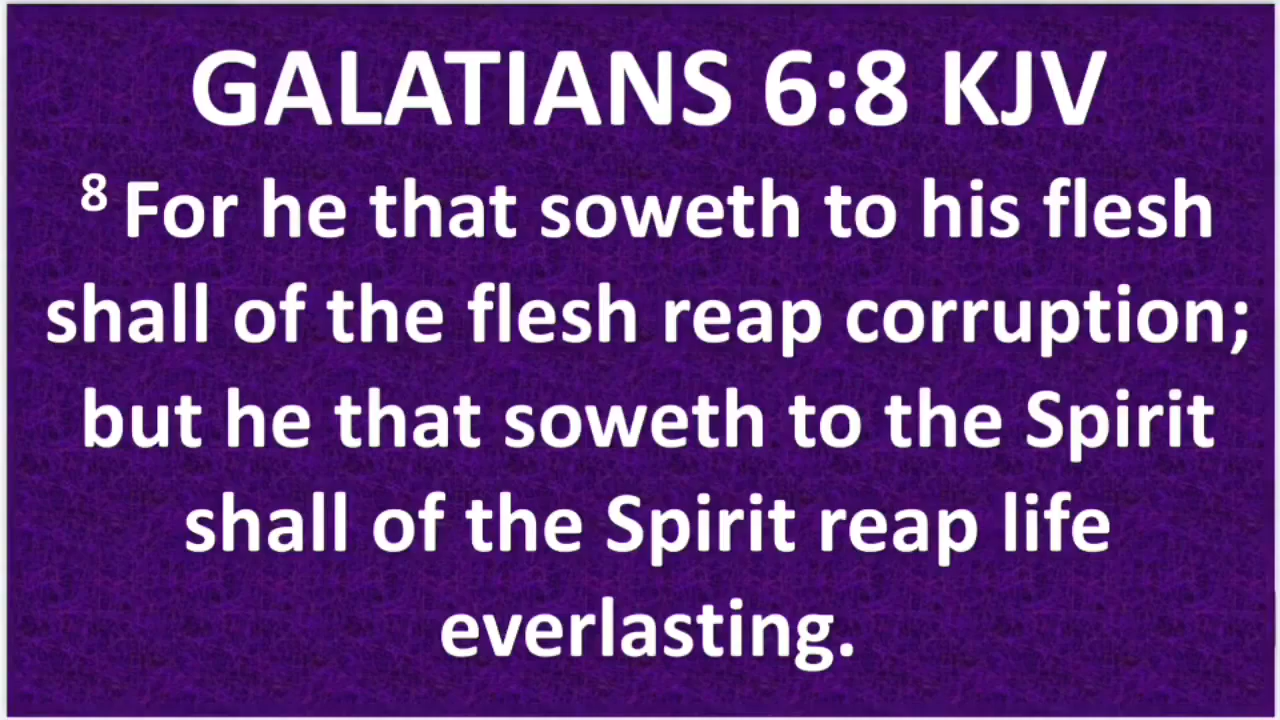 GALATIANS 6:8 KJV
8 For he that soweth to his flesh
shall of the flesh reap corruption;
but he that soweth to the Spirit
shall of the Spirit reap life
everlasting.